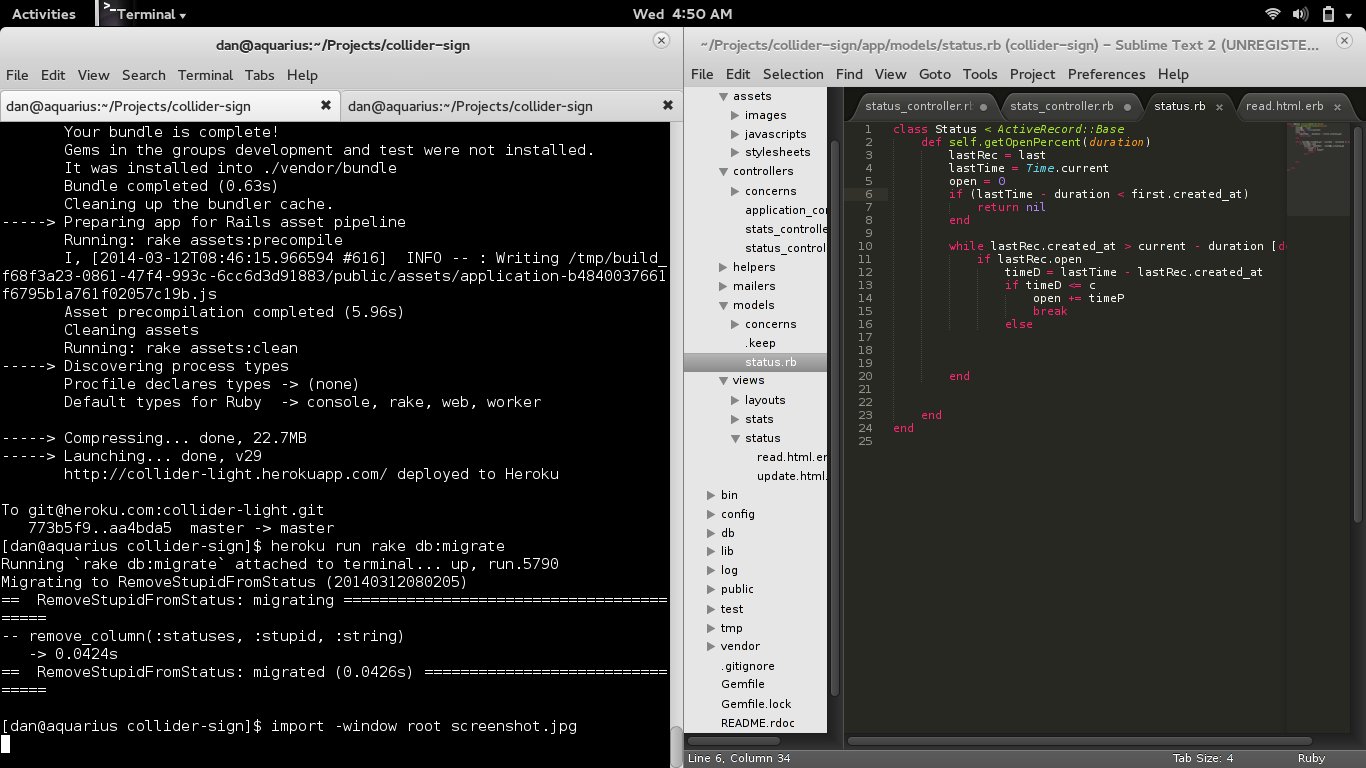 Activities
Terminal
Wed 4:50 AM
dan@aquarius:~/Projects/collider-sign
File Edit View Search Terminal Tabs Help
dan@aquarius:~/Projects/collider-sign
dan@aquarius:~/Projects/collider-sign
Your bundle is complete!
Gems in the groups development and test were not installed.
It was installed into ./vendor/bundle
Bundle completed (0.63s)
Cleaning up the bundler cache.
-----> Preparing app for Rails asset pipeline
Running: rake assets:precompile
I, [2014-03-12T08:46:15.966594 #616]  INFO -- : Writing /tmp/build_
f68f3a23-0861-47f4-993c-6cc6d3d91883/public/assets/application-b4840037661
f6795b1a761f02057c19b.js
Asset precompilation completed (5.96s)
Cleaning assets
Running: rake assets:clean
-----> Discovering process types
Procfile declares types -> (none)
Default types for Ruby  -> console, rake, web, worker
-----> Compressing... done, 22.7MB
-----> Launching... done, v29
http://collider-light.herokuapp.com/ deployed to Heroku
To git@heroku.com:collider-light.git
773b5f9..aa4bda5  master -> master
[dan@aquarius collider-sign]$ heroku run rake db:migrate
Running `rake db:migrate` attached to terminal... up, run.5790
Migrating to RemoveStupidFromStatus (20140312080205)
==  RemoveStupidFromStatus: migrating ====================================
=====
-- remove_column(:statuses, :stupid, :string)
-> 0.0424s
==  RemoveStupidFromStatus: migrated (0.0426s) ===========================
=====
[dan@aquarius collider-sign]$ import -window root screenshot.jpg
~/Projects/collider-sign/app/models/status.rb (collider-sign) - Sublime Text 2 (UNREGISTE...
File Edit Selection Find View Goto Tools Project Preferences Help
assets
images
javascripts
stylesheets
controllers
concerns
application_con
stats_controlle
status_control
helpers
mailers
models
concerns
.keep
status.rb
views
layouts
stats
status
read.html.er
update.html.
bin
config
db
lib
log
public
test
tmp
vendor
.gitignore
Gemfile
Gemfile.lock
README.rdoc
status_controller.rb
stats_controller.rb
status.rb
read.html.erb
1 class Status < ActiveRecord::Base
2 def self.getOpenPercent(duration)
3 lastRec = last
4 lastTime = Time.current
5 open = 0
6 if (lastTime - duration < first.created_at)
7 return nil
8 end
9
10 while lastRec.created_at > current - duration [d
11 if lastRec.open
12 timeD = lastTime - lastRec.created_at
13 if timeD <= c
14 open += timeP
15 break
16 else
17
18
19
20 end
21
22
23 end
24 end
25
Line 6, Column 34
Tab Size: 4
Ruby